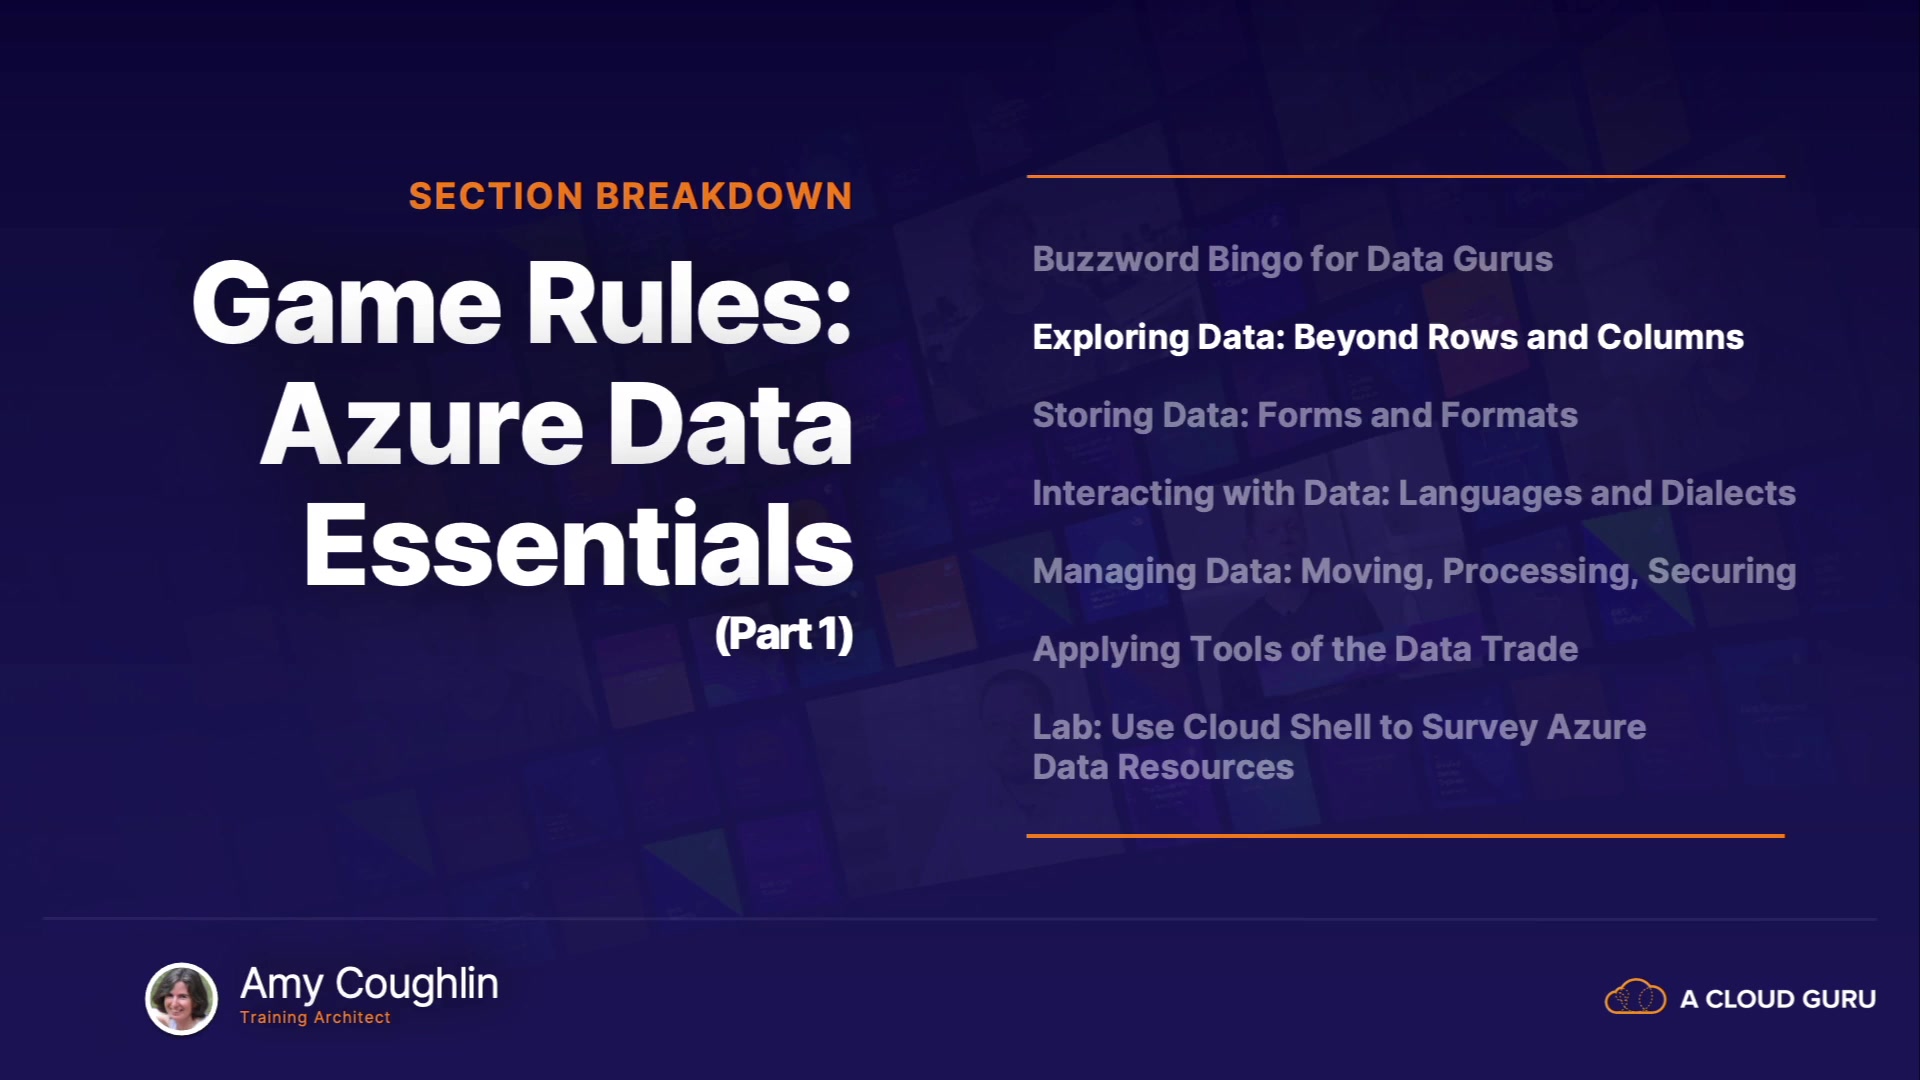 SECTION BREAKDOWN
Game Rules:
Azure Data
Essentials
(Part 1)
Buzzword Bingo for Data Gurus
Exploring Data: Beyond Rows and Columns
Storing Data: Forms and Formats
Interacting with Data: Languages and Dialects
Managing Data: Moving, Processing, Securing
Applying Tools of the Data Trade
Lab: Use Cloud Shell to Survey Azure
Data Resources
Amy Coughlin
Training Architect
A CLOUD GURU